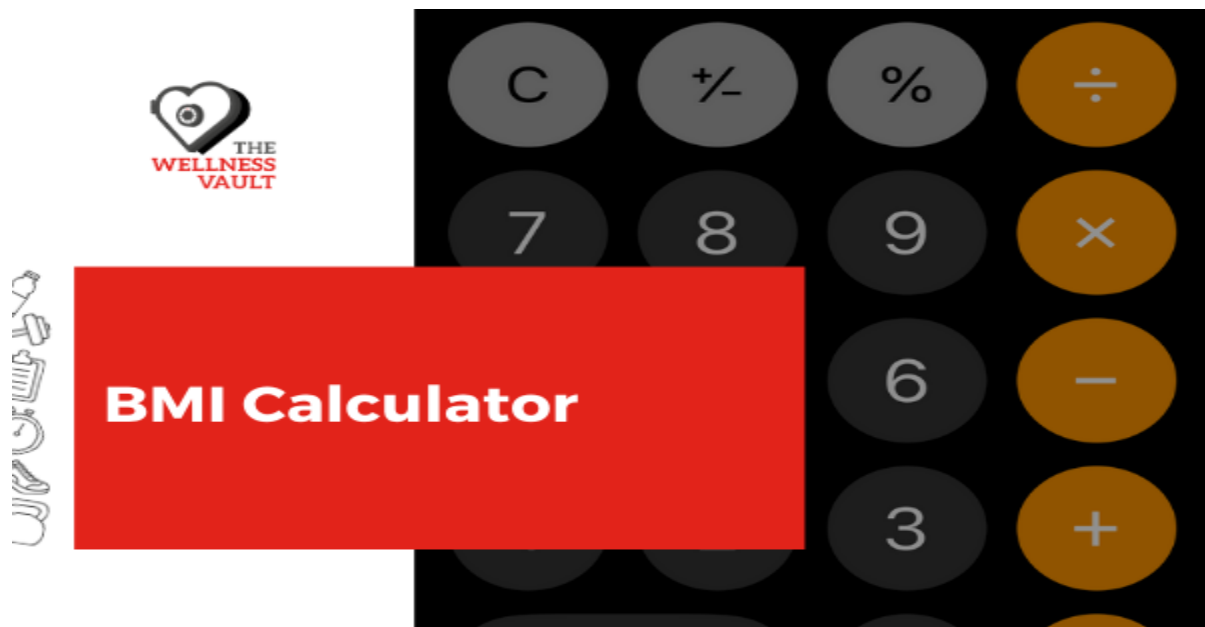 THE
WELLNESS
VAULT
C +/- % ÷
7 8 9 ×
6 −
3 +
BMI Calculator